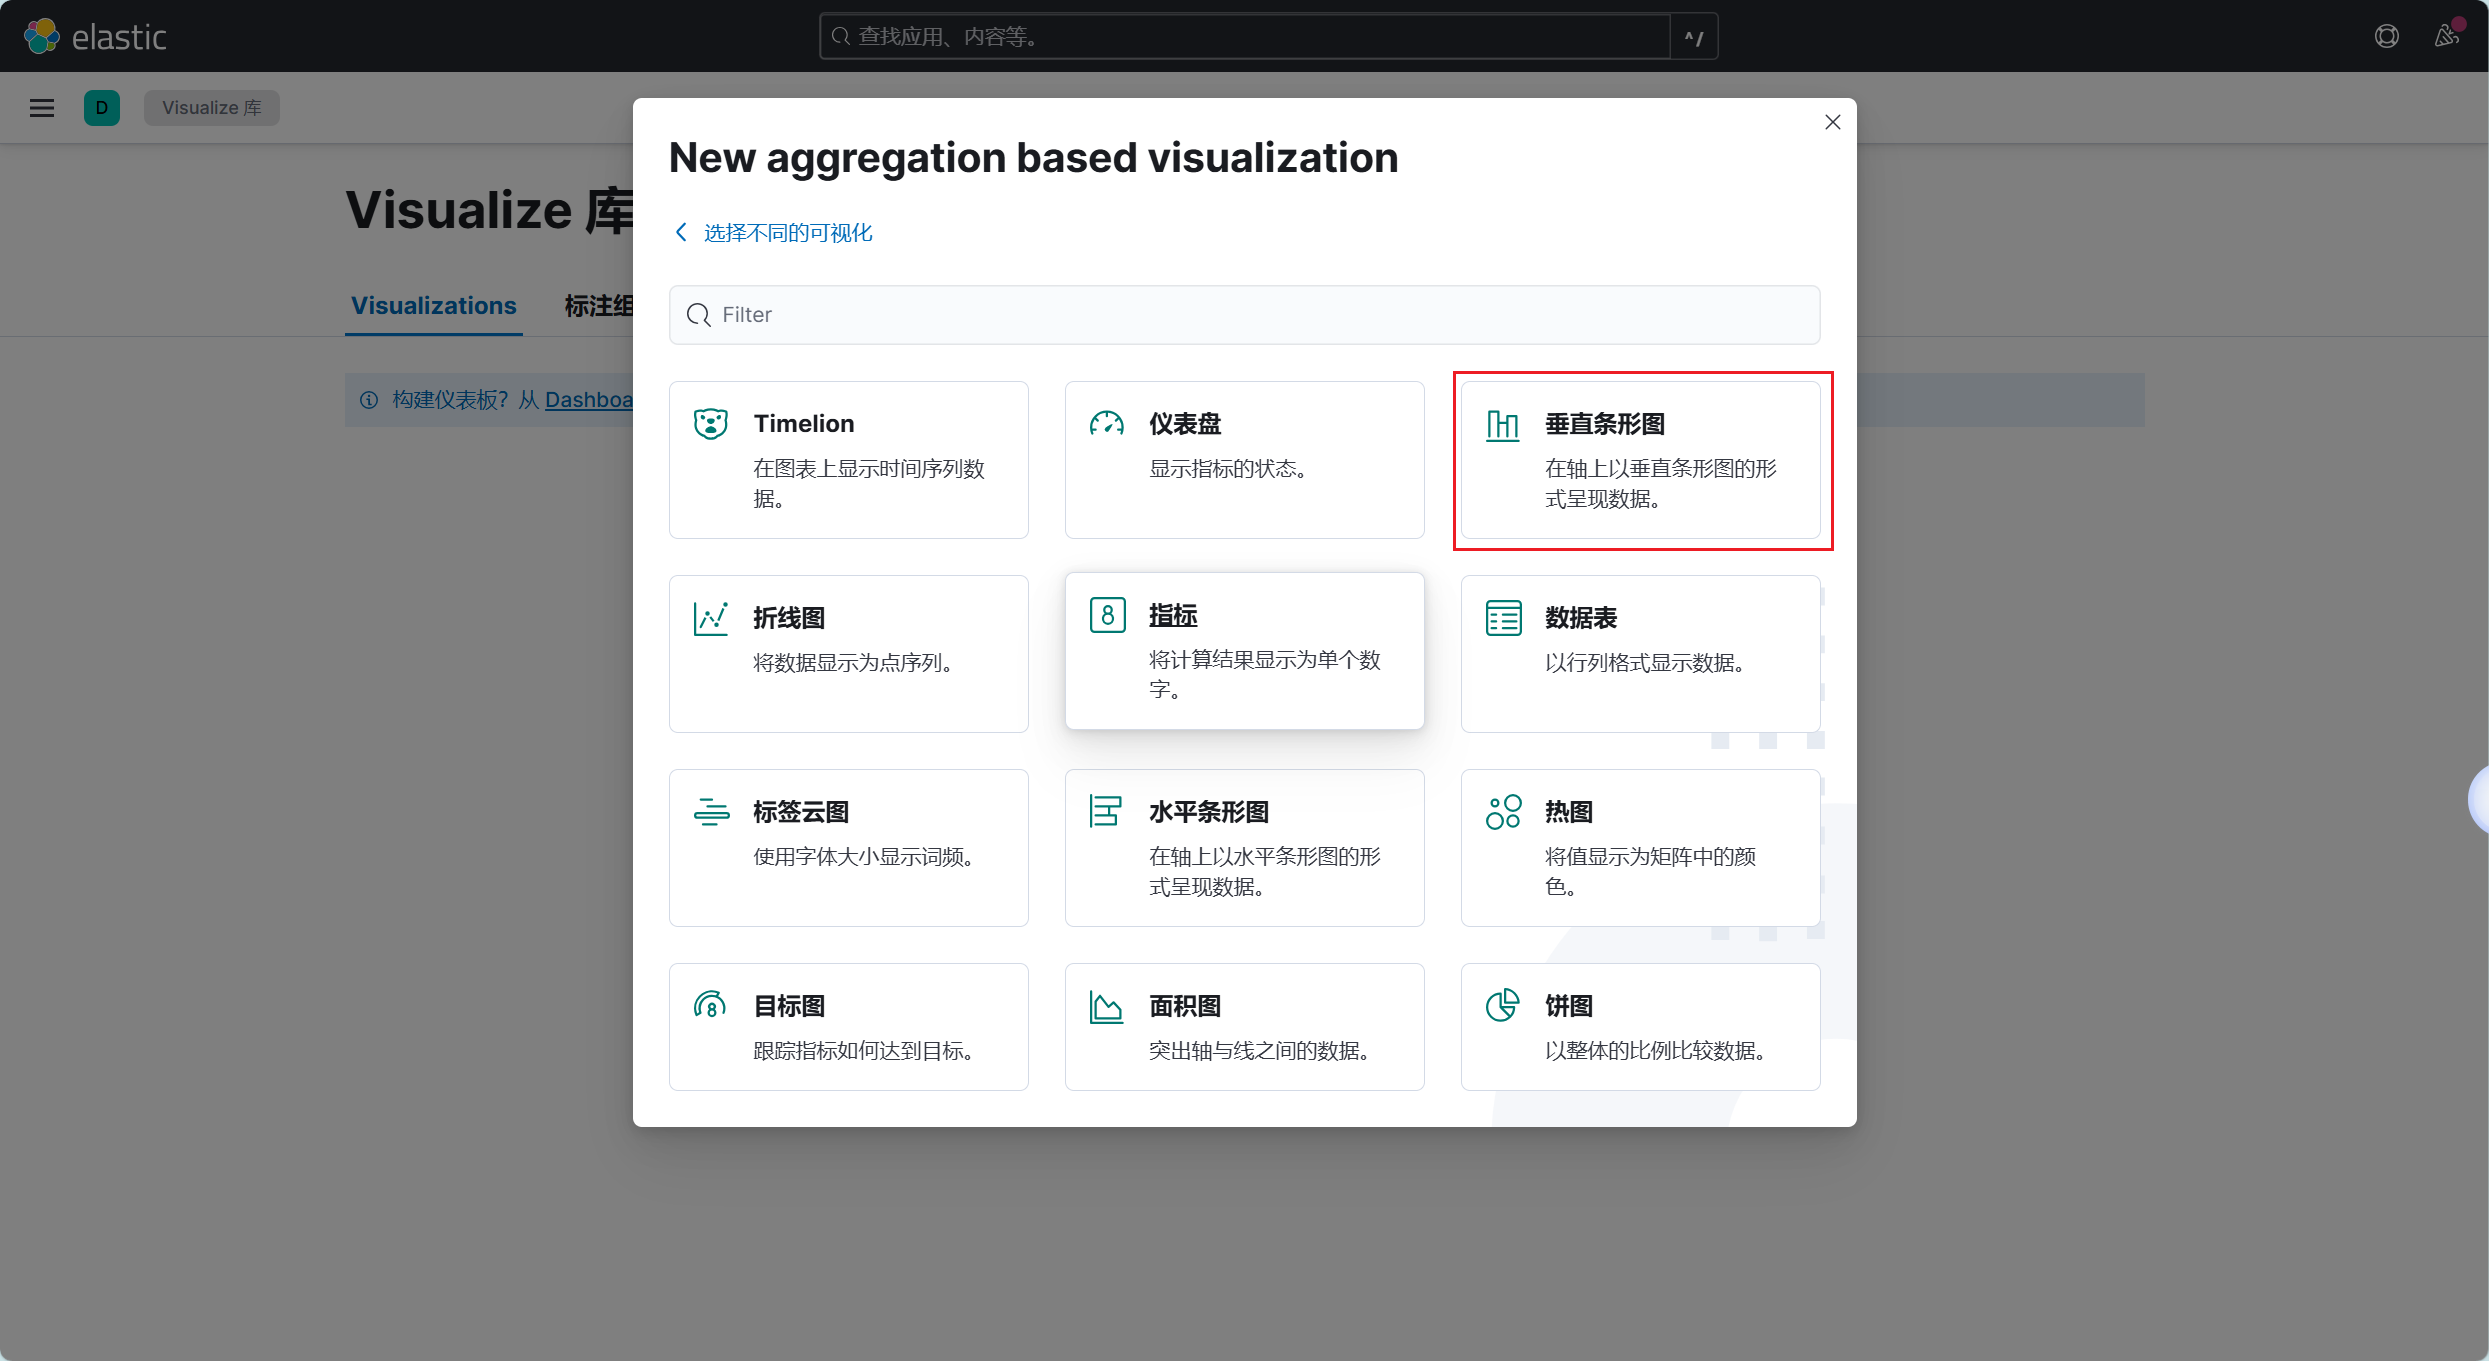 elastic
查找应用、内容等。
^/
D
Visualize 库
Visualize 库
Visualizations
标注组
构建仪表板？从 Dashboa
New aggregation based visualization
选择不同的可视化
Filter
Timelion
在图表上显示时间序列数
据。
仪表盘
显示指标的状态。
垂直条形图
在轴上以垂直条形图的形
式呈现数据。
折线图
将数据显示为点序列。
8
指标
将计算结果显示为单个数
字。
数据表
以行列格式显示数据。
标签云图
使用字体大小显示词频。
水平条形图
在轴上以水平条形图的形
式呈现数据。
热图
将值显示为矩阵中的颜
色。
8
目标图
跟踪指标如何达到目标。
面积图
突出轴与线之间的数据。
饼图
以整体的比例比较数据。